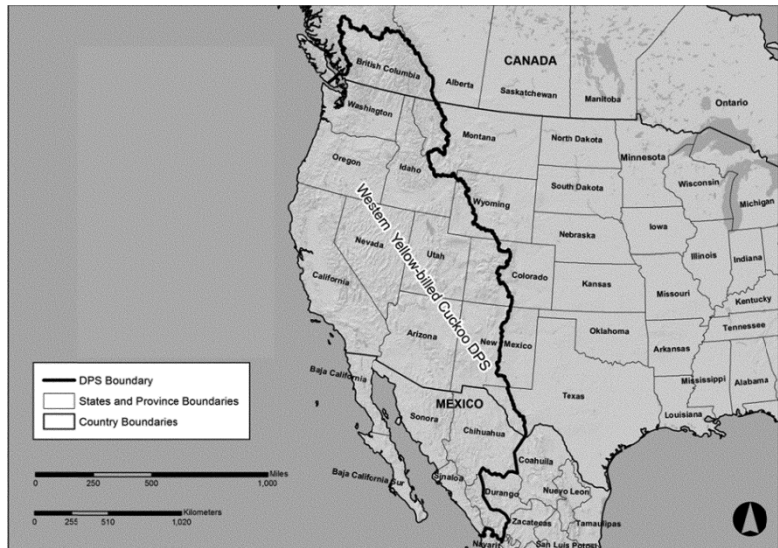 CANADA
British Columbia
Alberta
Saskatchewan
Manitoba
Ontario
Washington
Montana
North Dakota
Minnesota
Oregon
Idaho
Wyoming
South Dakota
Wisconsin
Michigan
Nebraska
Iowa
Nevada
Utah
Colorado
Illinois
Indiana
California
Kansas
Missouri
Kentucky
Western Yellow-billed Cuckoo DPS
Arizona
New Mexico
Oklahoma
Arkansas
Tennessee
Texas
Mississippi
Alabama
Louisiana
Baja California
MEXICO
Sonora
Chihuahua
Coahuila
Baja California Sur
Sinaloa
Durango
Nuevo Leon
Zacatecas
Tamaulipas
Nayarit
San Luis Potosi
DPS Boundary
States and Province Boundaries
Country Boundaries
Miles
0 250 500 1,000
Kilometers
0 255 510 1,020